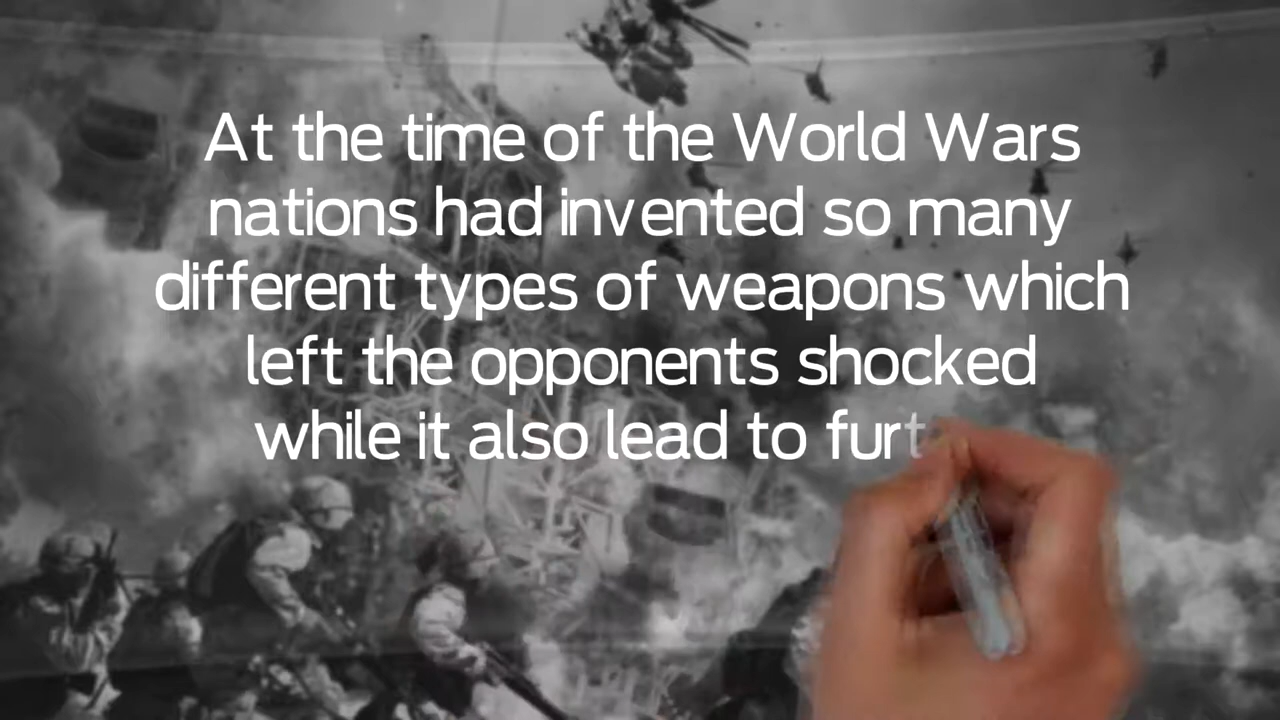 At the time of the World Wars
nations had invented so many
different types of weapons which
left the opponents shocked
while it also lead to furt